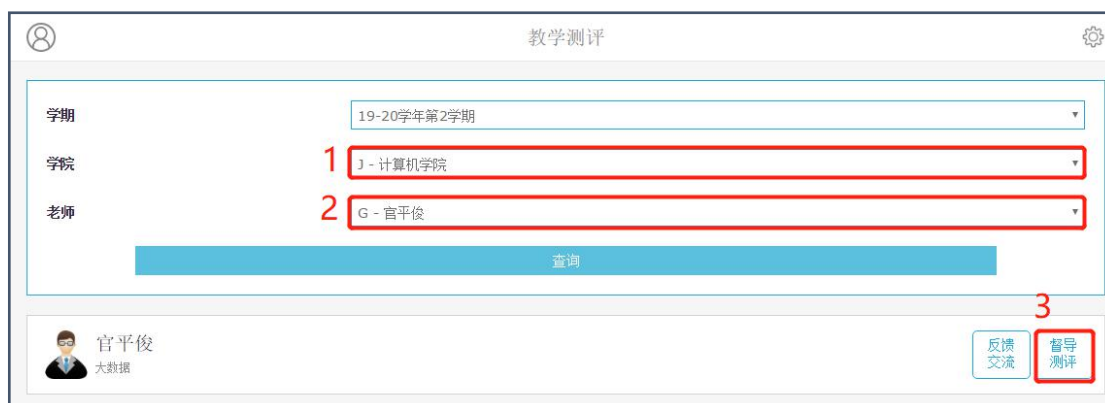 教学测评
学期
19-20学年第2学期
学院
1
J - 计算机学院
老师
2
G - 官平俊
查询
3
官平俊
大数据
反馈
交流
督导
测评